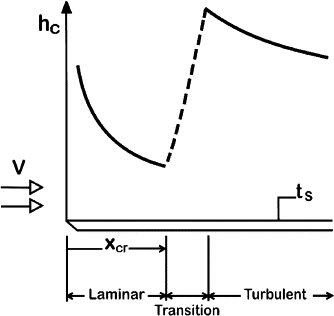 hc
V
ts
xcr
Laminar
Turbulent
Transition